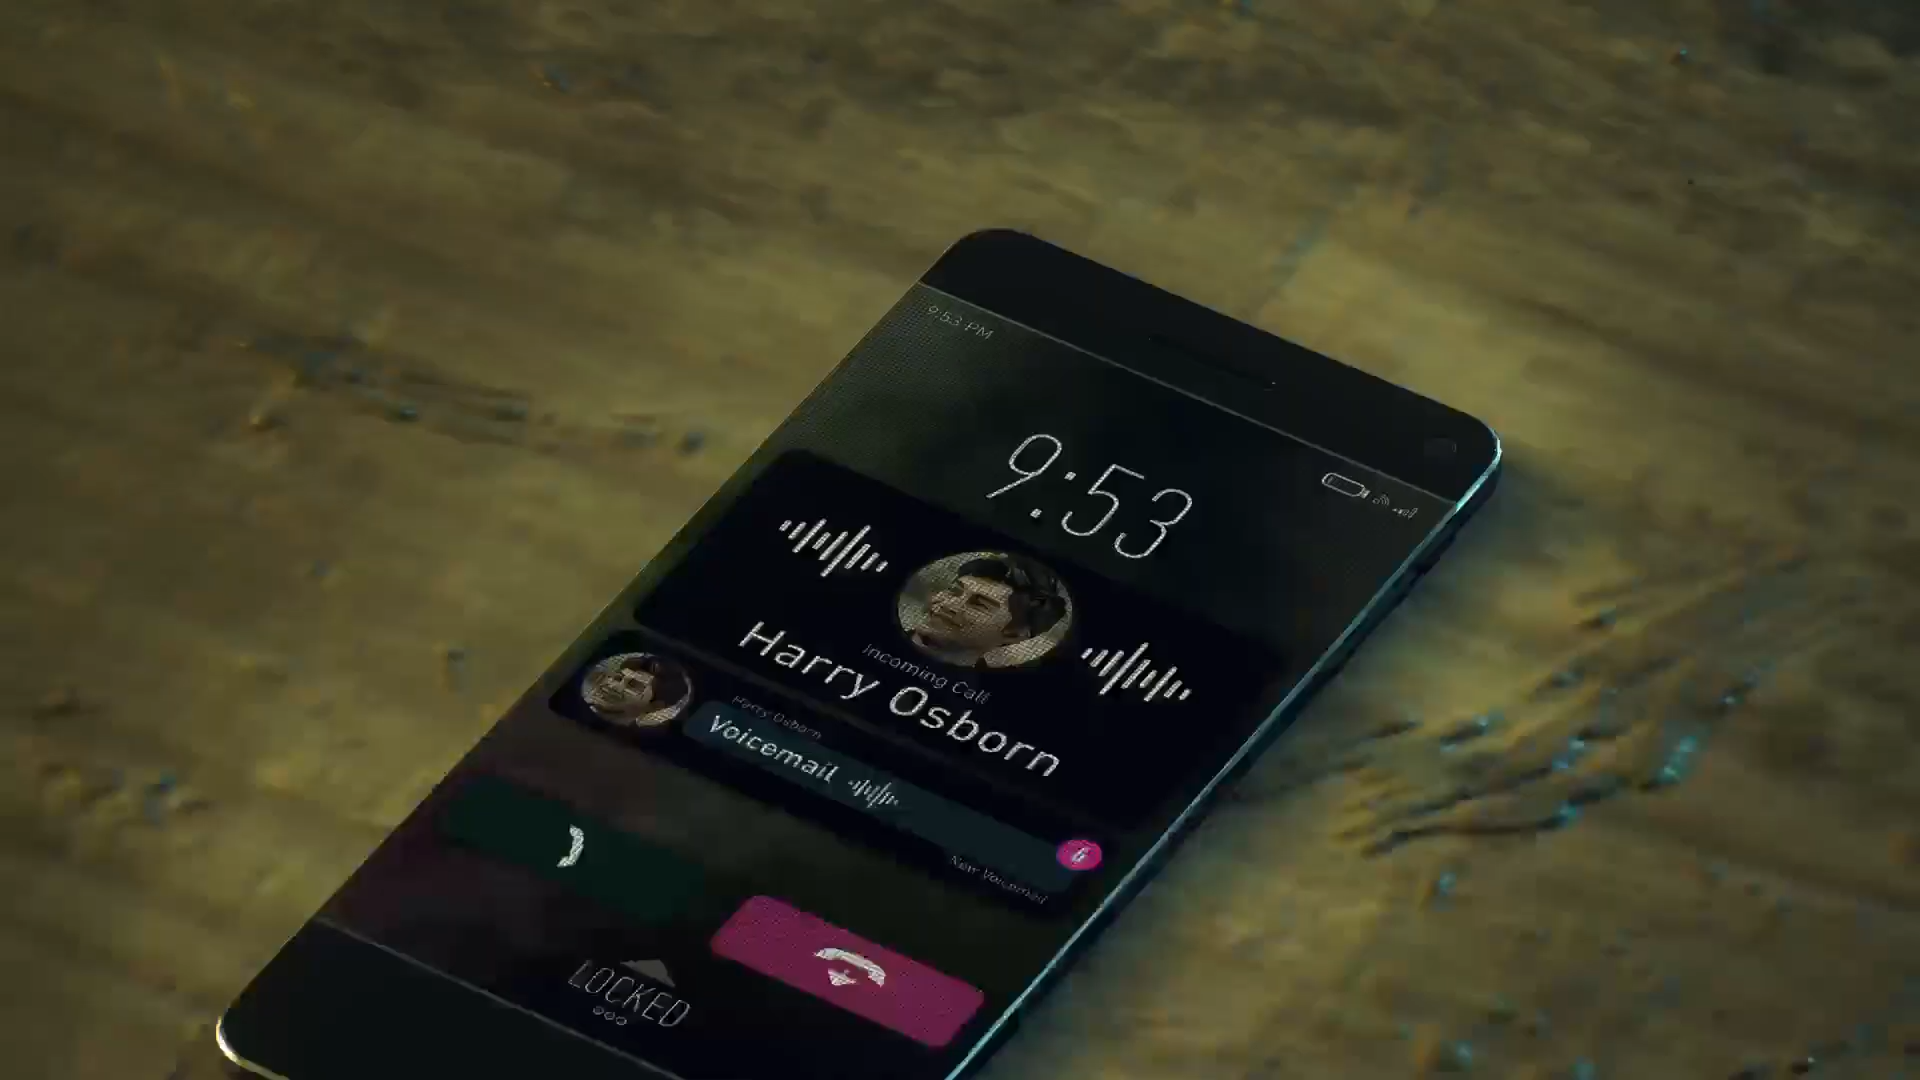 9:53 PM
9:53
Incoming Call
Harry Osborn
Harry Osborn
Voicemail
6
New Voicemail
LOCKED